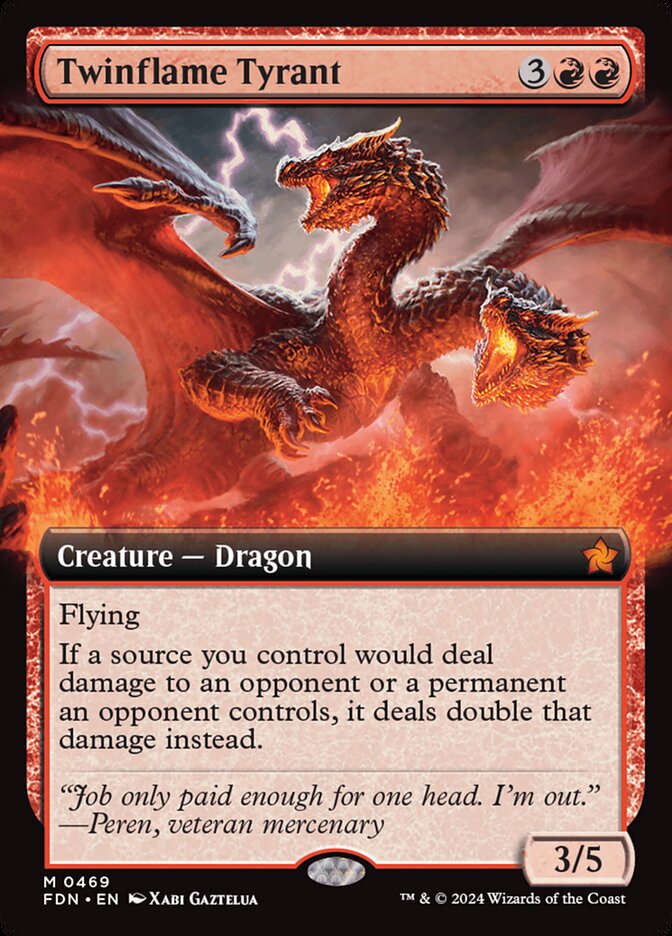 Twinflame Tyrant 3
Creature — Dragon
Flying
If a source you control would deal
damage to an opponent or a permanent
an opponent controls, it deals double that
damage instead.
“Job only paid enough for one head. I'm out.”
—Peren, veteran mercenary
3/5
M 0469
FDN • EN Xabi Gaztelua
™ & © 2024 Wizards of the Coast